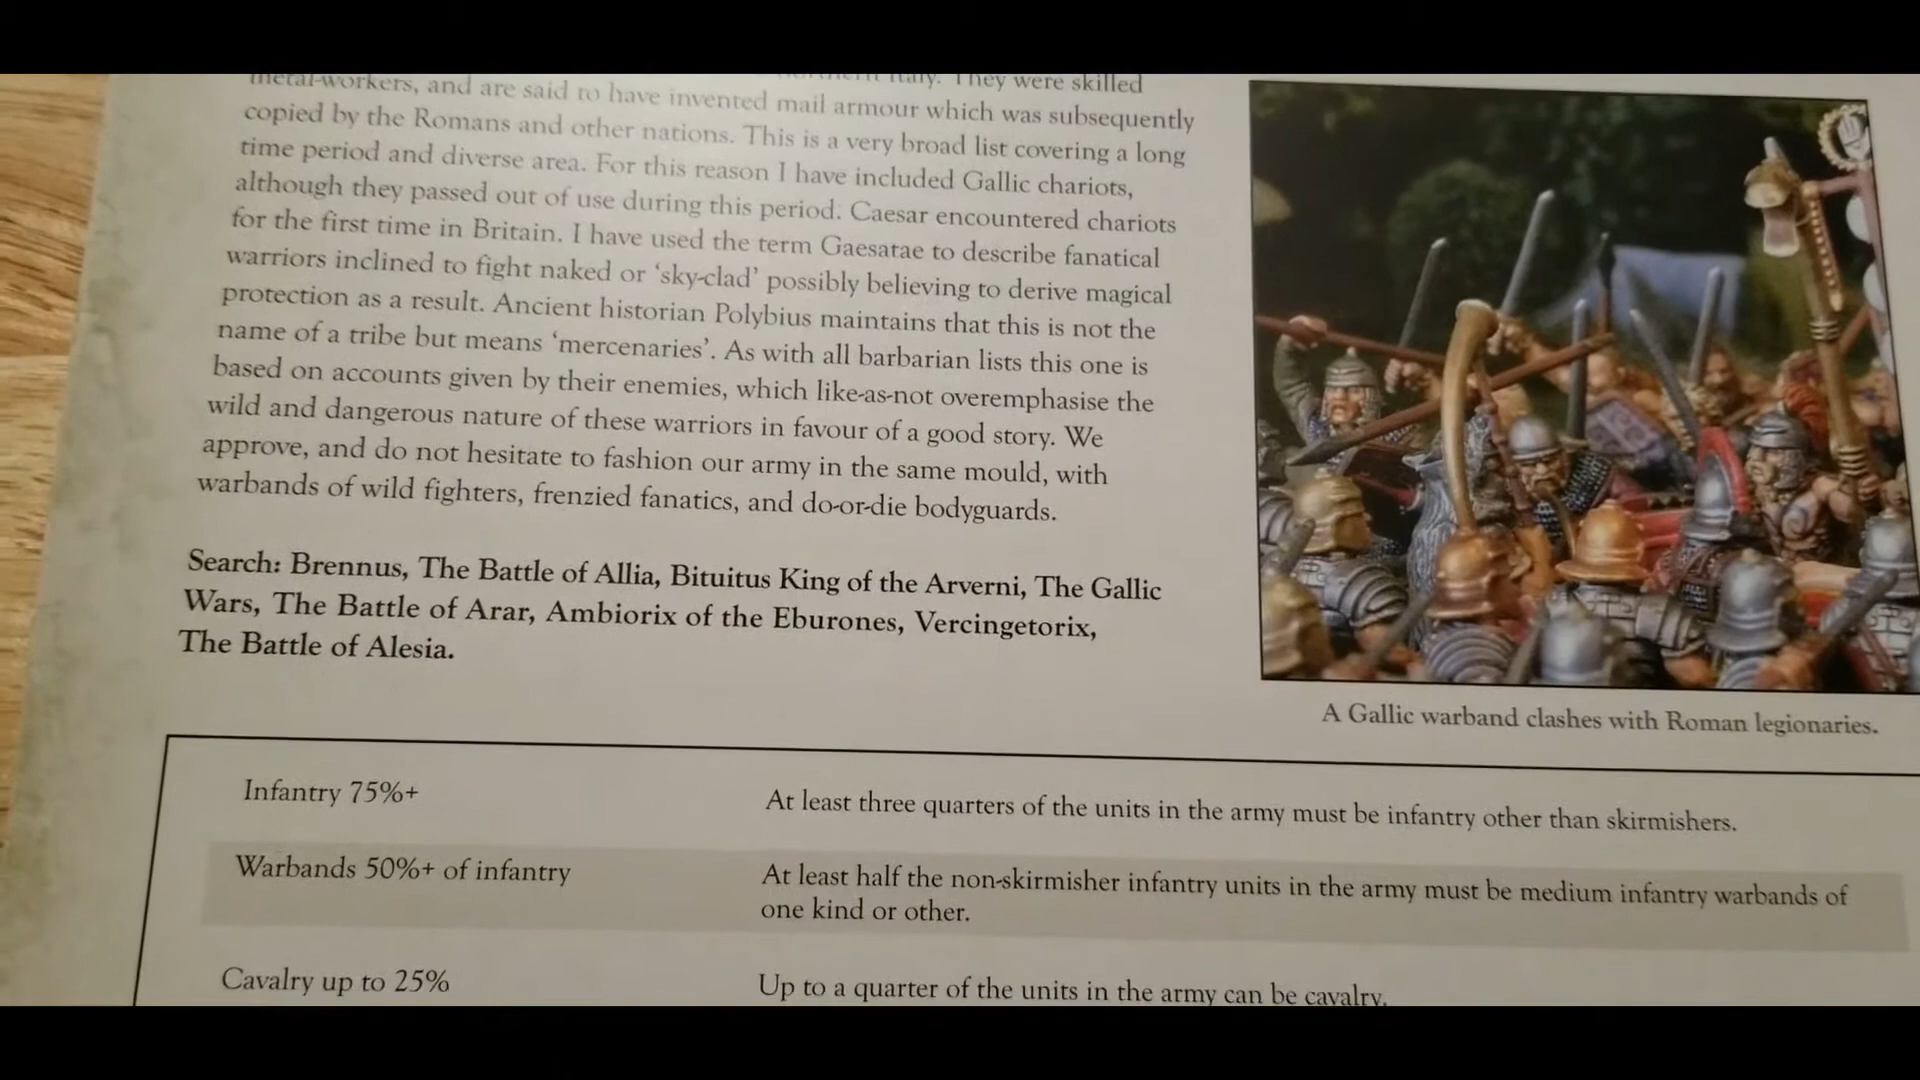 metal-workers, and are said to have invented mail armour which was subsequently
northern Italy. They were skilled
copied by the Romans and other nations. This is a very broad list covering a long
time period and diverse area. For this reason I have included Gallic chariots,
although they passed out of use during this period. Caesar encountered chariots
for the first time in Britain. I have used the term Gaesatae to describe fanatical
warriors inclined to fight naked or ‘sky-clad’ possibly believing to derive magical
protection as a result. Ancient historian Polybius maintains that this is not the
name of a tribe but means ‘mercenaries’. As with all barbarian lists this one is
based on accounts given by their enemies, which like-as-not overemphasise the
wild and dangerous nature of these warriors in favour of a good story. We
approve, and do not hesitate to fashion our army in the same mould, with
warbands of wild fighters, frenzied fanatics, and do-or-die bodyguards.
Search: Brennus, The Battle of Allia, Bituitus King of the Arverni, The Gallic
Wars, The Battle of Arar, Ambiorix of the Eburones, Vercingetorix,
The Battle of Alesia.
A Gallic warband clashes with Roman legionaries.
Infantry 75%+
At least three quarters of the units in the army must be infantry other than skirmishers.
Warbands 50%+ of infantry
At least half the non-skirmisher infantry units in the army must be medium infantry warbands of
one kind or other.
Cavalry up to 25%
Up to a quarter of the units in the army can be cavalry.